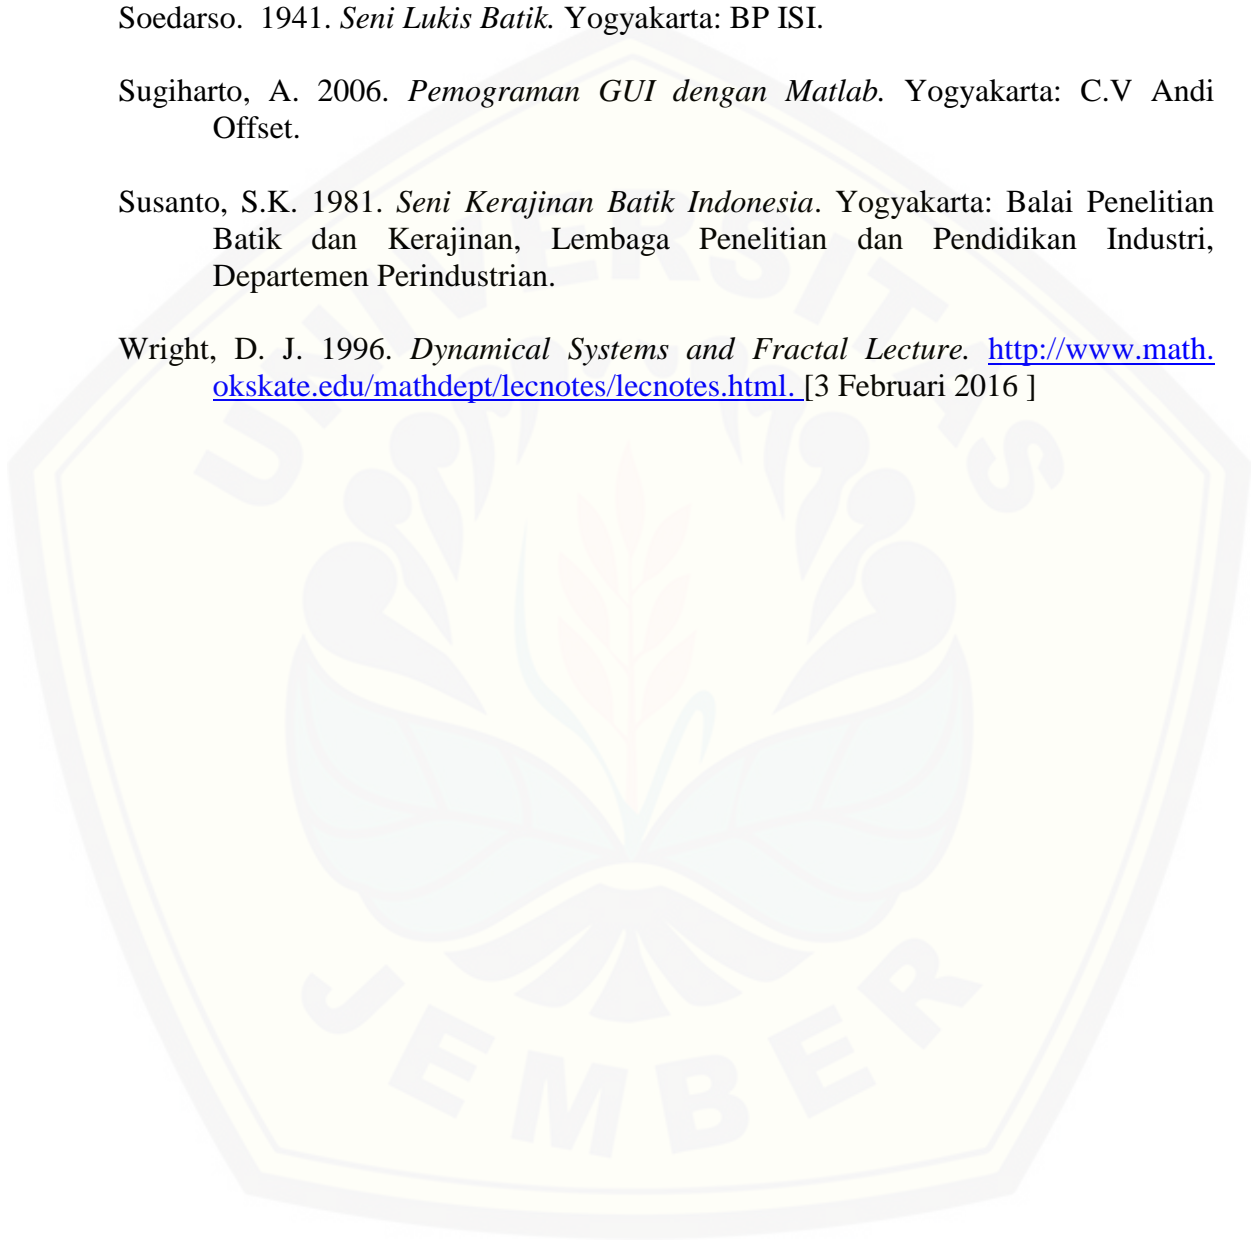 Soedarso. 1941. Seni Lukis Batik. Yogyakarta: BP ISI.
Sugiharto, A. 2006. Pemograman GUI dengan Matlab. Yogyakarta: C.V Andi
Offset.
Susanto, S.K. 1981. Seni Kerajinan Batik Indonesia. Yogyakarta: Balai Penelitian
Batik dan Kerajinan, Lembaga Penelitian dan Pendidikan Industri,
Departemen Perindustrian.
Wright, D. J. 1996. Dynamical Systems and Fractal Lecture. http://www.math.
okskate.edu/mathdept/lecnotes/lecnotes.html. [3 Februari 2016 ]
UNIVERSITAS
JEMBER